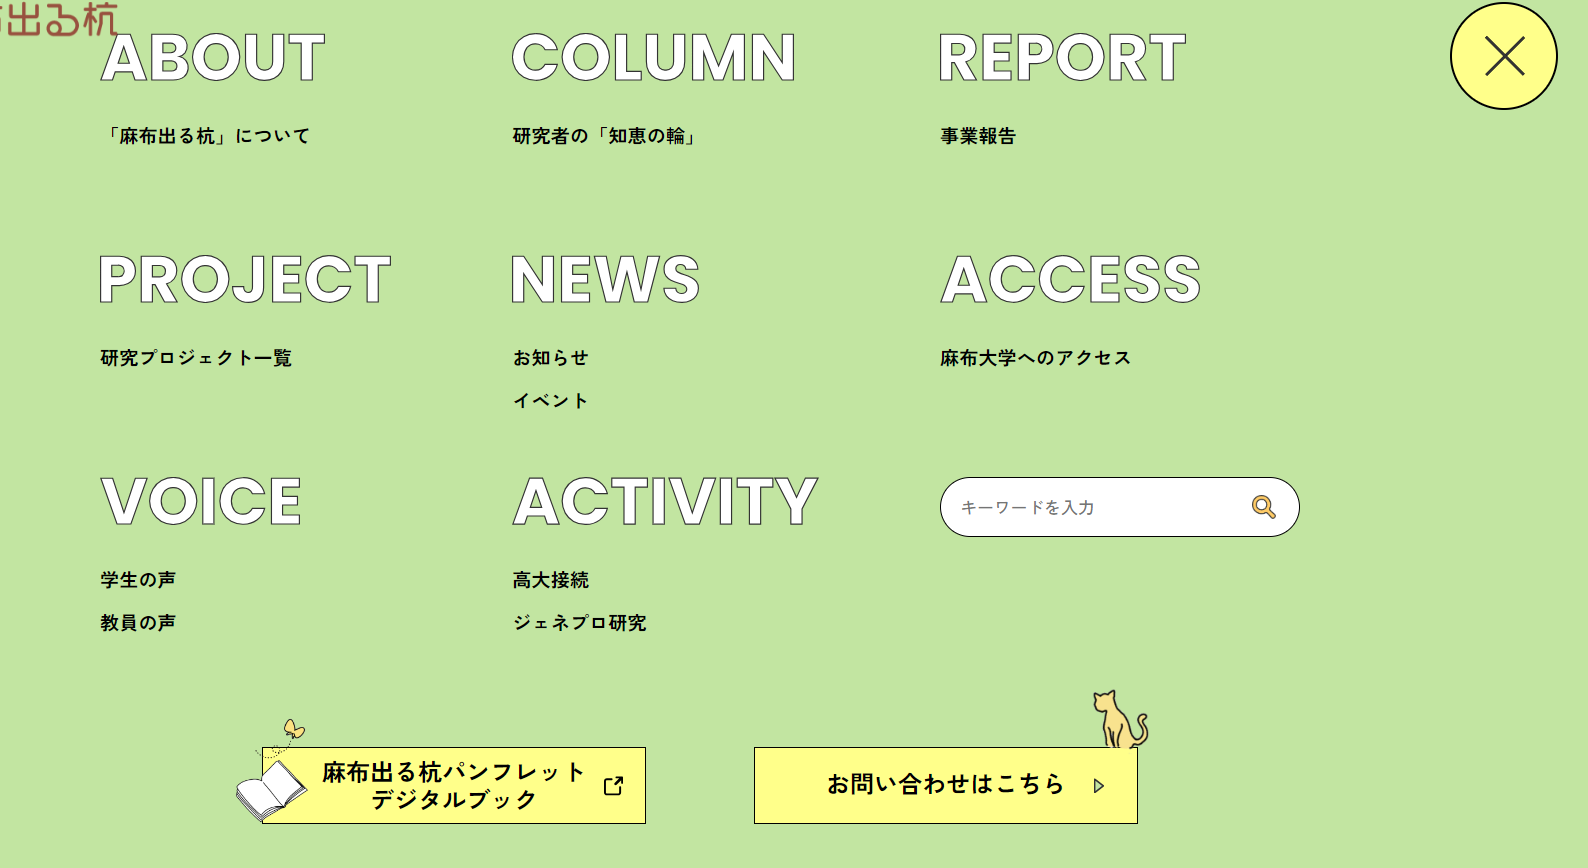 出る杭
ABOUT
「麻布出る杭」について
COLUMN
研究者の「知恵の輪」
REPORT
事業報告
PROJECT
研究プロジェクト一覧
NEWS
お知らせ
イベント
ACCESS
麻布大学へのアクセス
VOICE
学生の声
教員の声
ACTIVITY
高大接続
ジェネプロ研究
キーワードを入力
麻布出る杭パンフレット
デジタルブック
お問い合わせはこちら